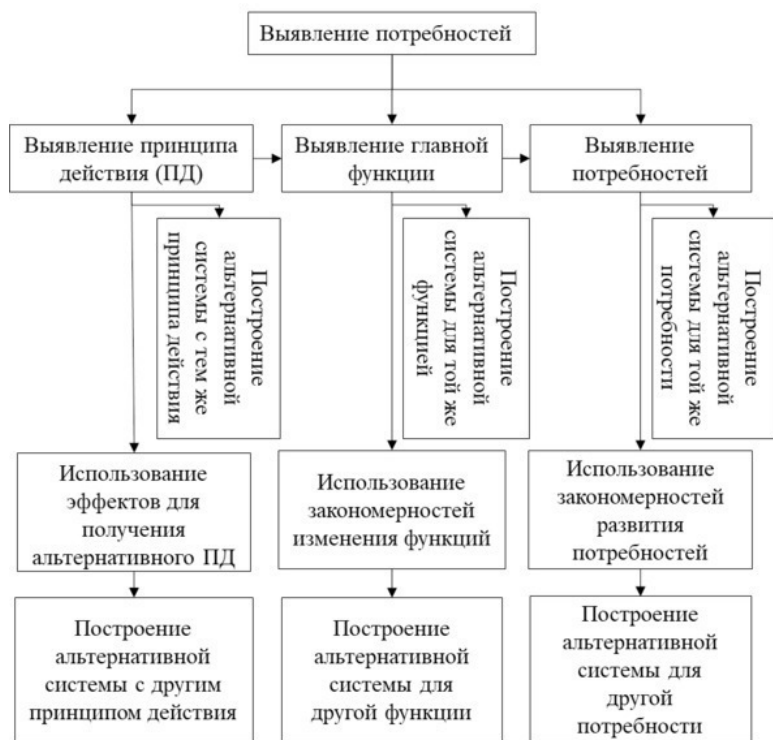 Выявление потребностей
Выявление принципа
действия (ПД)
Выявление главной
функции
Выявление
потребностей
Построение
альтернативной
системы с тем же
принципа действия
Построение
альтернативной
системы для той же
функцией
Построение
альтернативной
системы для той же
потребности
Использование
эффектов для
получения
альтернативного ПД
Использование
закономерностей
изменения функций
Использование
закономерностей
развития
потребностей
Построение
альтернативной
системы с другим
принципом действия
Построение
альтернативной
системы для
другой функции
Построение
альтернативной
системы для
другой
потребности